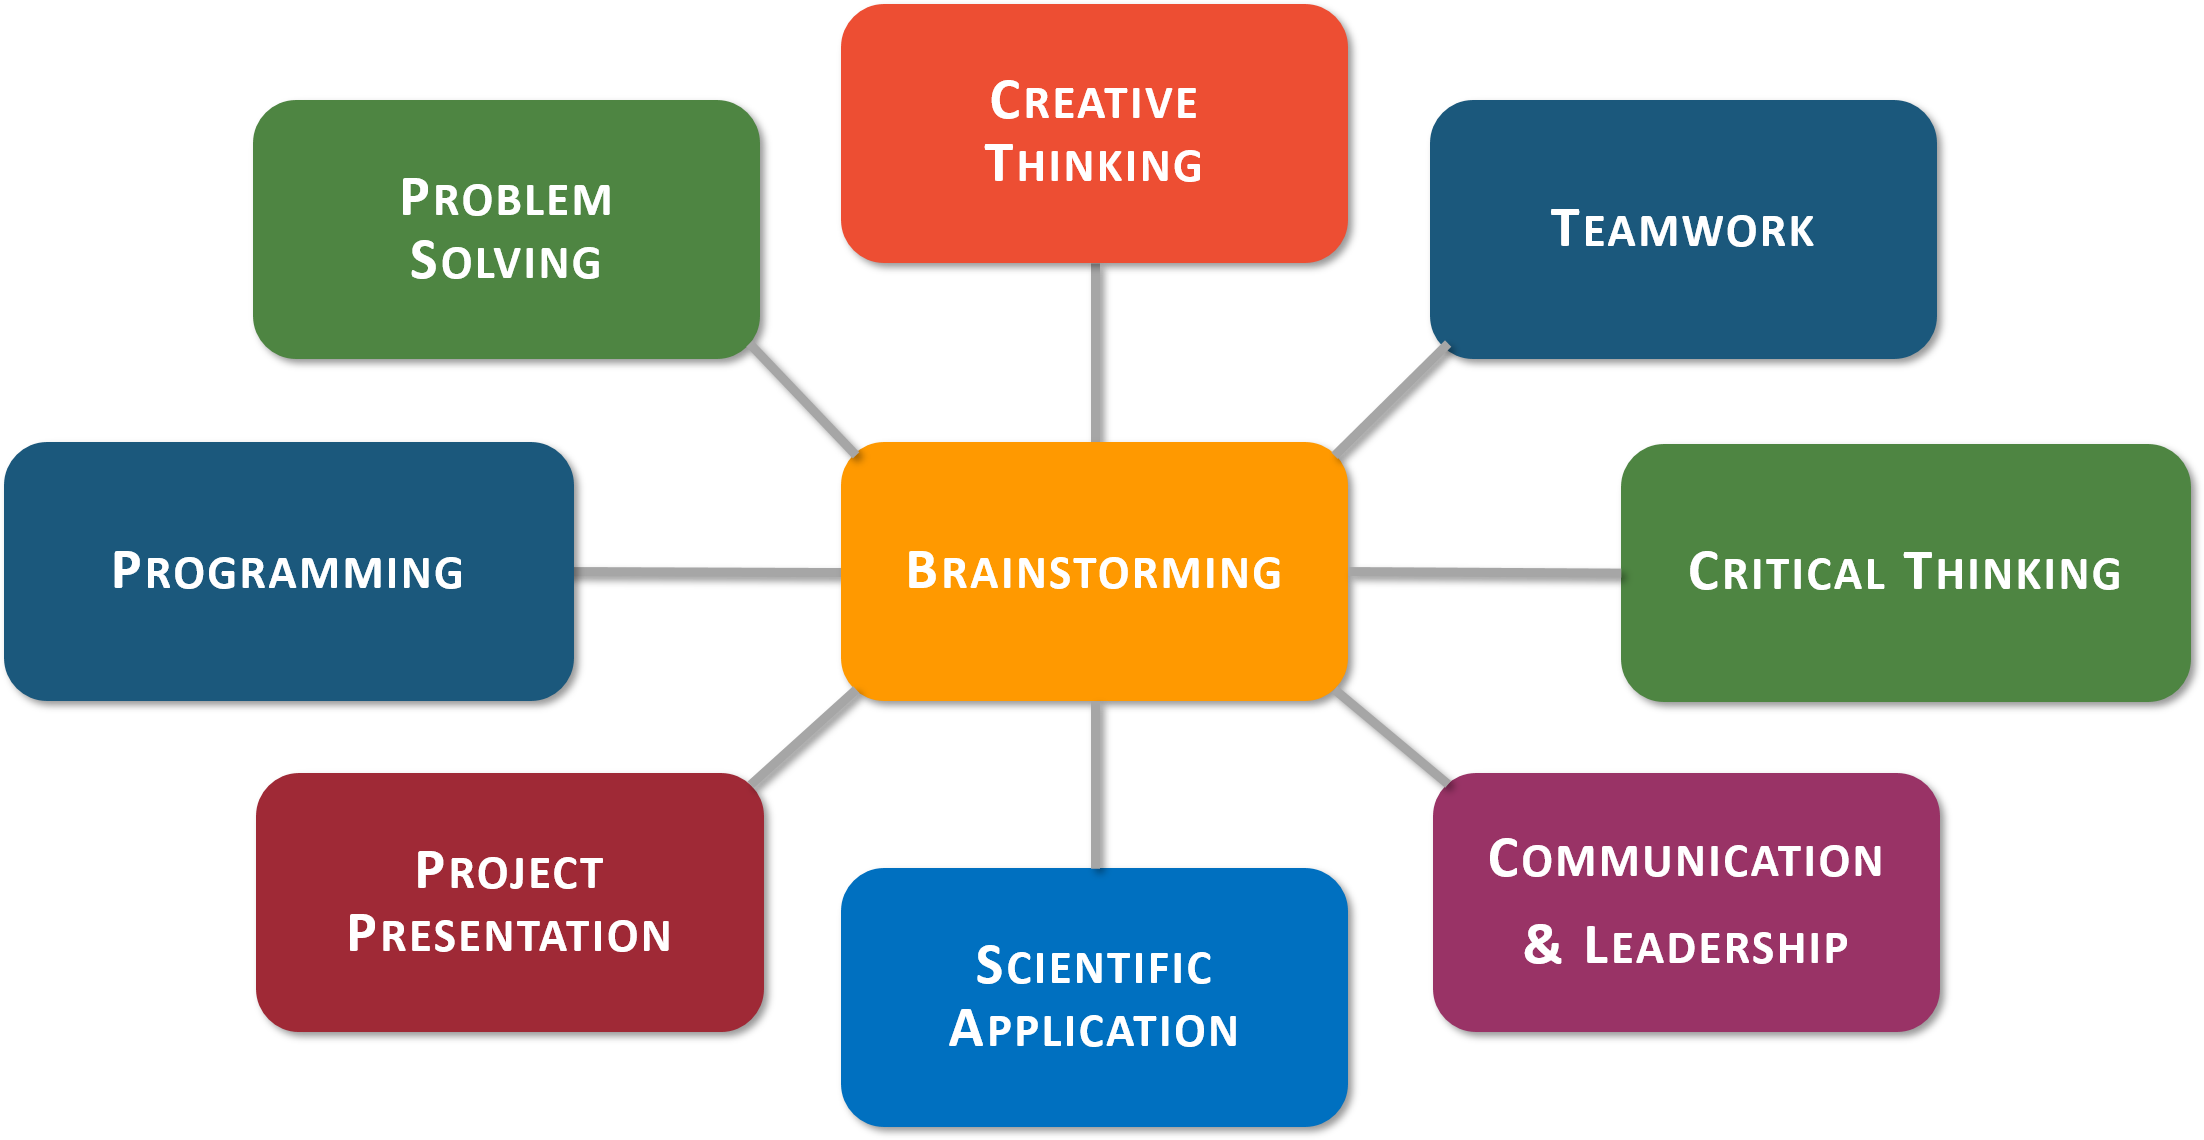 CREATIVE
THINKING
PROBLEM
SOLVING
TEAMWORK
PROGRAMMING
BRAINSTORMING
CRITICAL THINKING
PROJECT
PRESENTATION
COMMUNICATION
& LEADERSHIP
SCIENTIFIC
APPLICATION